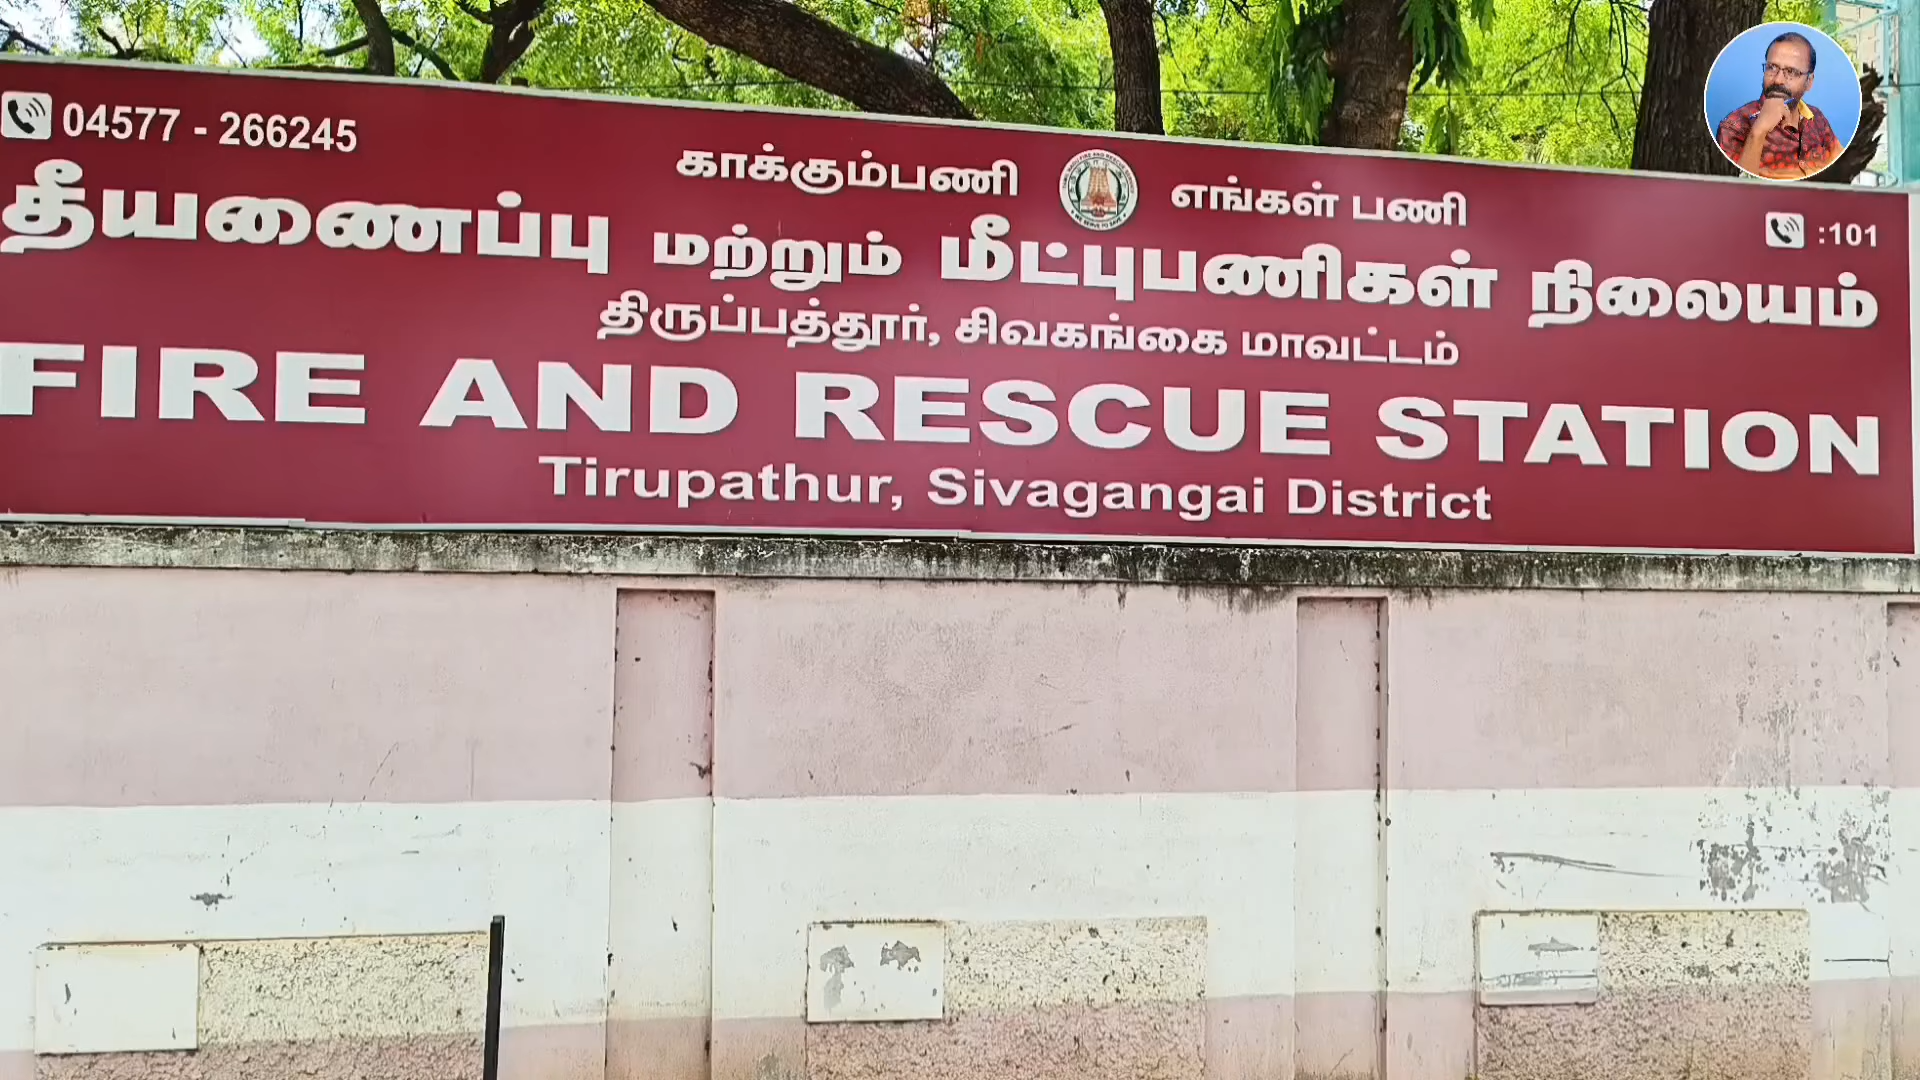 04577 - 266245
காக்கும்பணி எங்கள் பணி
:101
தீயணைப்பு மற்றும் மீட்புபணிகள் நிலையம்
திருப்பத்தூர், சிவகங்கை மாவட்டம்
FIRE AND RESCUE STATION
Tirupathur, Sivagangai District